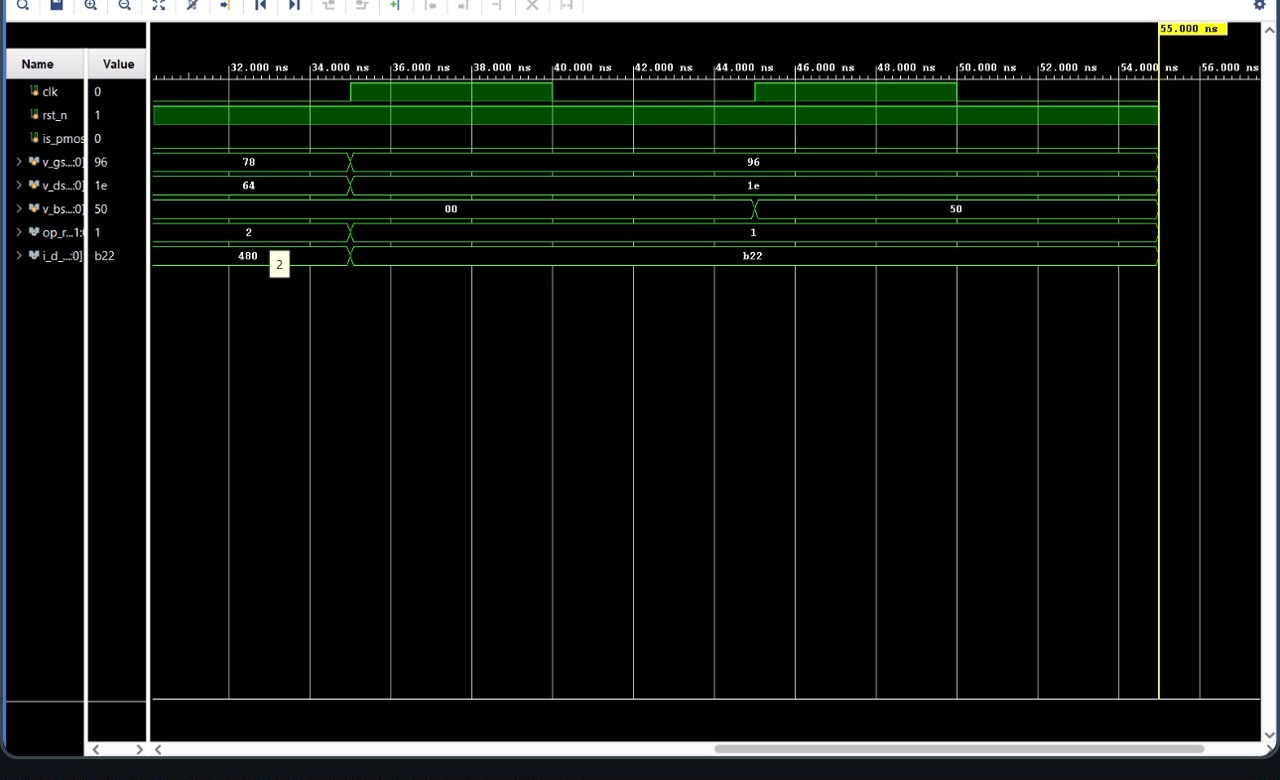 55.000 ns
Name Value
32.000 ns 34.000 ns 36.000 ns 38.000 ns 40.000 ns 42.000 ns 44.000 ns 46.000 ns 48.000 ns 50.000 ns 52.000 ns 54.000 ns 56.000 ns
clk 0
rst_n 1
is_pmos 0
v_gs...:0] 96 78 96
v_ds...:0] 1e 64 1e
v_bs...:0] 50 00 50
op_r...1:0 1 2 1
i_d_...:0] b22 480 b22
2